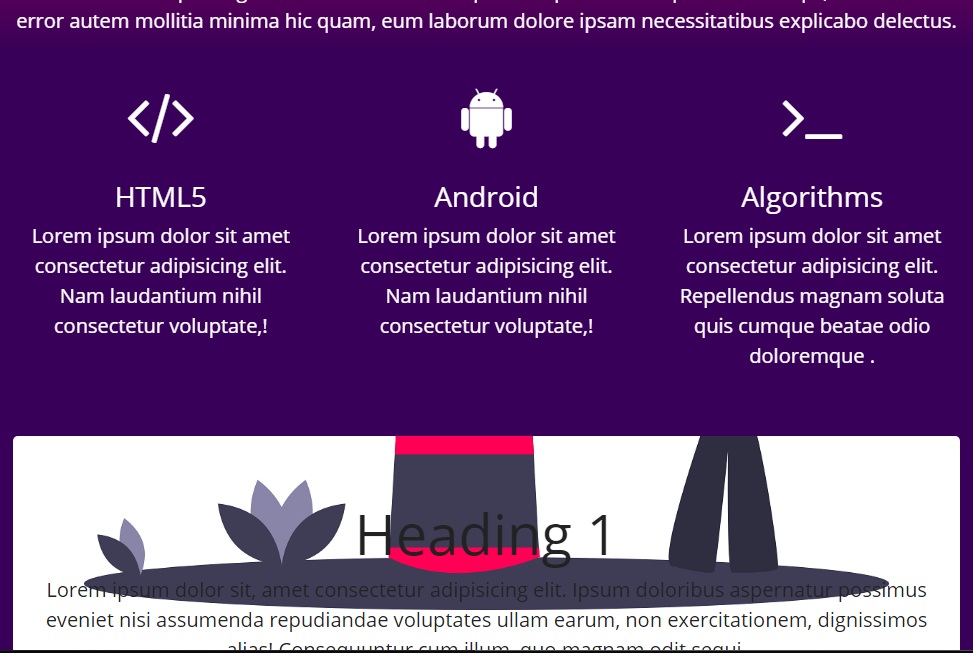 error autem mollitia minima hic quam, eum laborum dolore ipsam necessitatibus explicabo delectus.
HTML5
Lorem ipsum dolor sit amet
consectetur adipisicing elit.
Nam laudantium nihil
consectetur voluptate,!
Android
Lorem ipsum dolor sit amet
consectetur adipisicing elit.
Nam laudantium nihil
consectetur voluptate,!
Algorithms
Lorem ipsum dolor sit amet
consectetur adipisicing elit.
Repellendus magnam soluta
quis cumque beatae odio
doloremque .
Heading 1
Lorem ipsum dolor sit, amet consectetur adipisicing elit. Ipsum doloribus aspernatur possimus
eveniet nisi assumenda repudiandae voluptates ullam earum, non exercitationem, dignissimos
alias! Consequuntur cum illum, quo magnam odit sequi